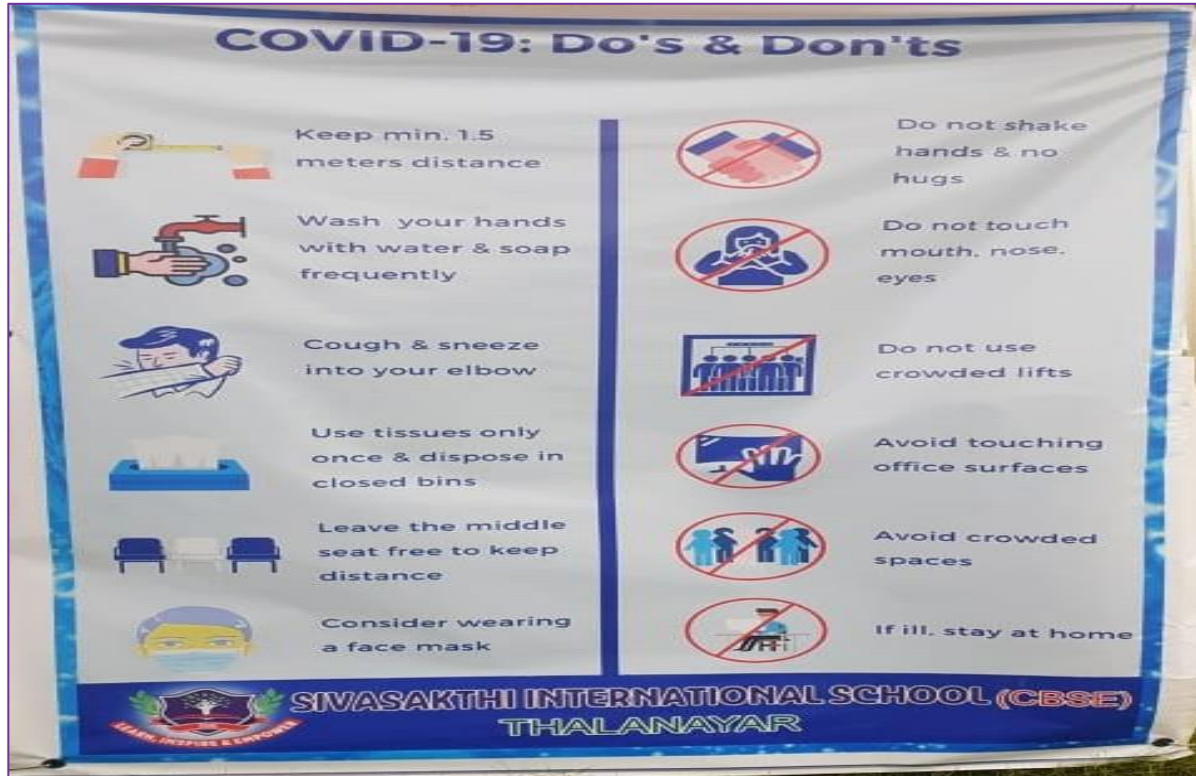 COVID-19: Do's & Don'ts
Keep min. 1.5
meters distance
Wash your hands
with water & soap
frequently
Cough & sneeze
into your elbow
Use tissues only
once & dispose in
closed bins
Leave the middle
seat free to keep
distance
Consider wearing
a face mask
Do not shake
hands & no
hugs
Do not touch
mouth, nose,
eyes
Do not use
crowded lifts
Avoid touching
office surfaces
Avoid crowded
spaces
If ill, stay at home
SIVASAKTHI INTERNATIONAL SCHOOL (CBSE)
THALANAYAR
LEARN, INSPIRE & EMPOWER